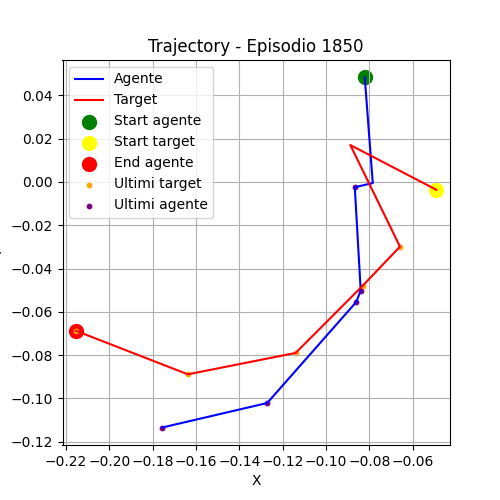 Trajectory - Episodio 1850
Agente
Target
Start agente
Start target
End agente
Ultimi target
Ultimi agente
0.04
0.02
0.00
−0.02
−0.04
−0.06
−0.08
−0.10
−0.12
−0.22 −0.20 −0.18 −0.16 −0.14 −0.12 −0.10 −0.08 −0.06
X